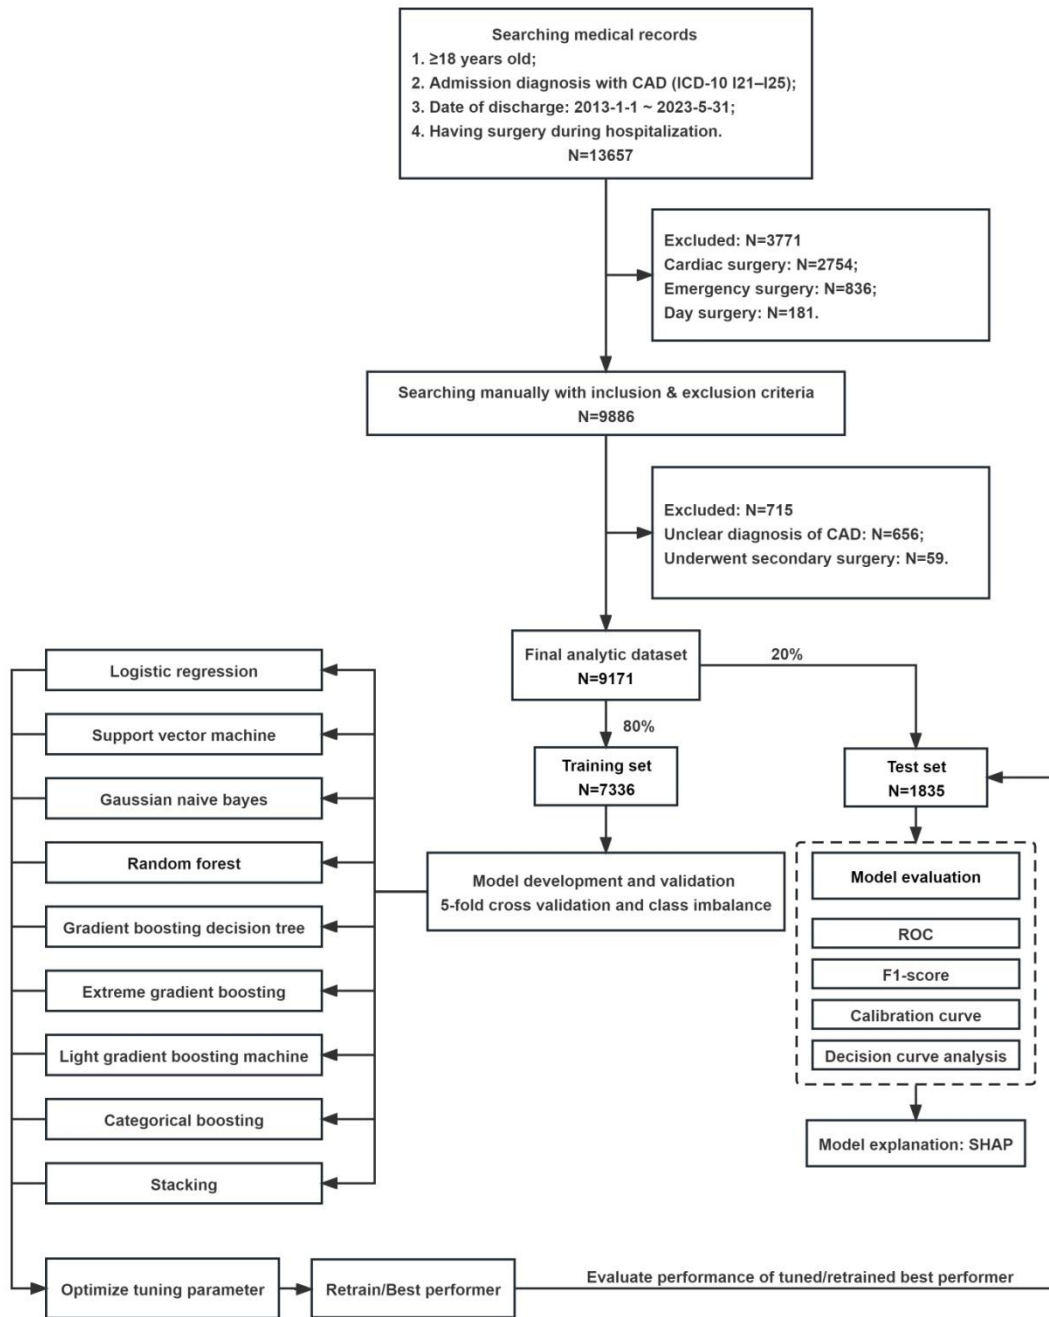 Searching medical records
1. ≥18 years old;
2. Admission diagnosis with CAD (ICD-10 I21–I25);
3. Date of discharge: 2013-1-1 ~ 2023-5-31;
4. Having surgery during hospitalization.
N=13657
Excluded: N=3771
Cardiac surgery: N=2754;
Emergency surgery: N=836;
Day surgery: N=181.
Searching manually with inclusion & exclusion criteria
N=9886
Excluded: N=715
Unclear diagnosis of CAD: N=656;
Underwent secondary surgery: N=59.
Final analytic dataset
N=9171
20%
80%
Training set
N=7336
Test set
N=1835
Model development and validation
5-fold cross validation and class imbalance
Logistic regression
Support vector machine
Gaussian naive bayes
Random forest
Gradient boosting decision tree
Extreme gradient boosting
Light gradient boosting machine
Categorical boosting
Stacking
Model evaluation
ROC
F1-score
Calibration curve
Decision curve analysis
Model explanation: SHAP
Optimize tuning parameter
Retrain/Best performer
Evaluate performance of tuned/retrained best performer